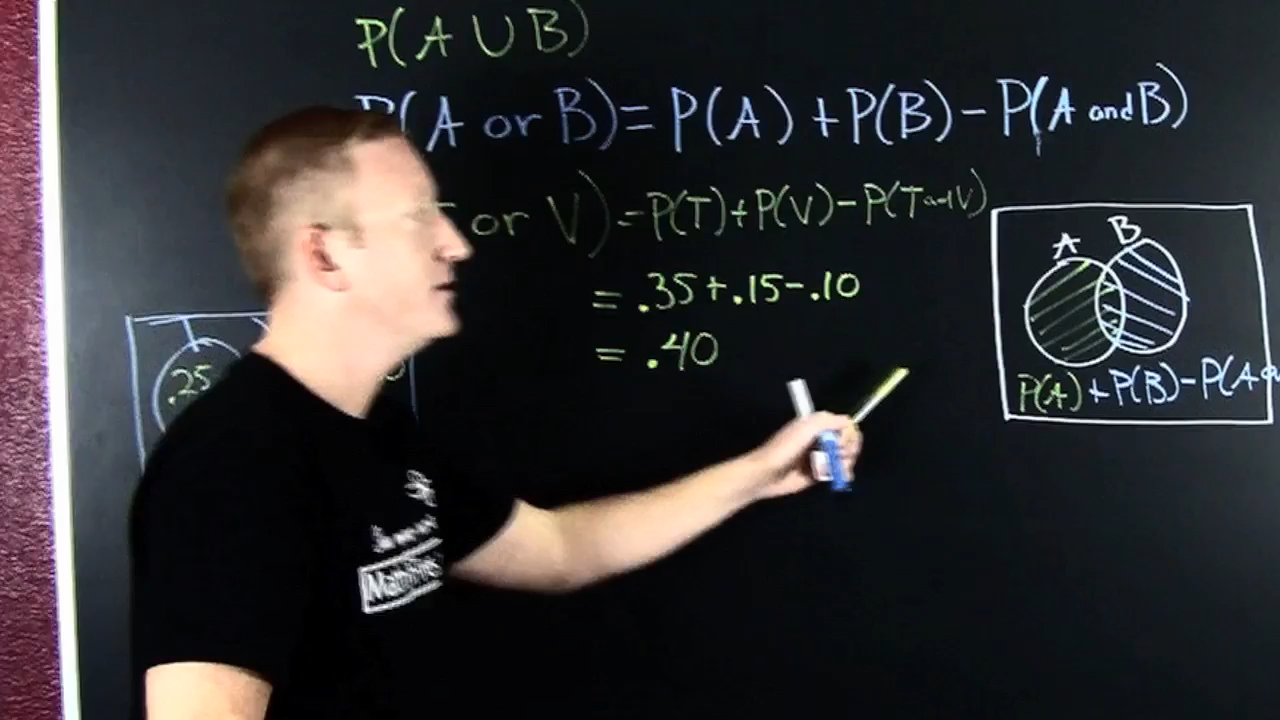 P(A ∪ B)
P(A or B) = P(A) + P(B) - P(A and B)
or V) = P(T) + P(V) - P(T and V)
= .35 + .15 - .10
= .40
A B
P(A) + P(B) - P(A
T
.25